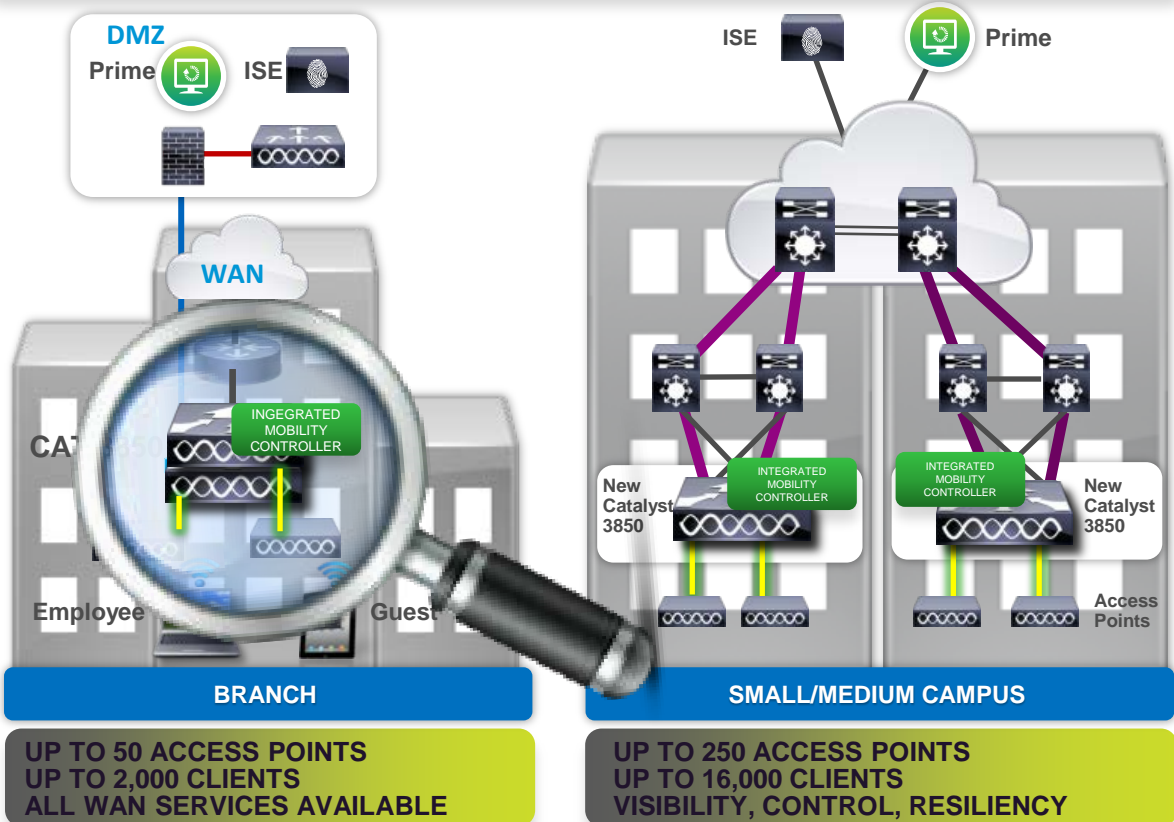 DMZ
Prime
ISE
WAN
INGEGRATED
MOBILITY
CONTROLLER
CAT 3850
Employee
Guest
BRANCH
UP TO 50 ACCESS POINTS
UP TO 2,000 CLIENTS
ALL WAN SERVICES AVAILABLE
ISE
Prime
New
Catalyst
3850
INTEGRATED
MOBILITY
CONTROLLER
INTEGRATED
MOBILITY
CONTROLLER
New
Catalyst
3850
Access
Points
SMALL/MEDIUM CAMPUS
UP TO 250 ACCESS POINTS
UP TO 16,000 CLIENTS
VISIBILITY, CONTROL, RESILIENCY